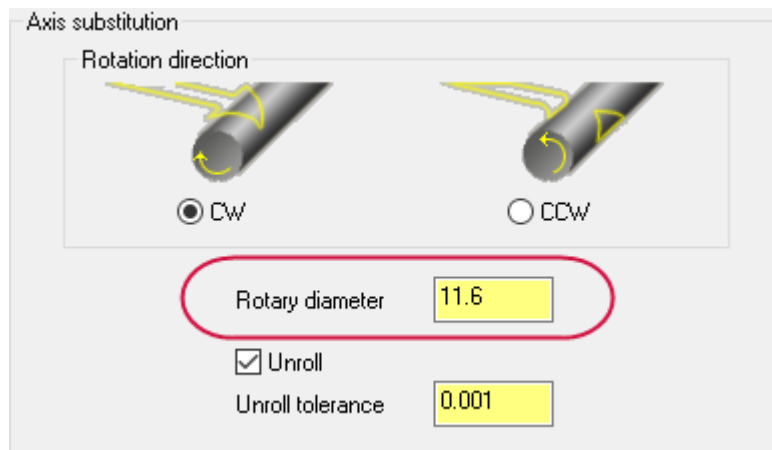 Axis substitution
Rotation direction
CW CCW
Rotary diameter 11.6
Unroll
Unroll tolerance 0.001